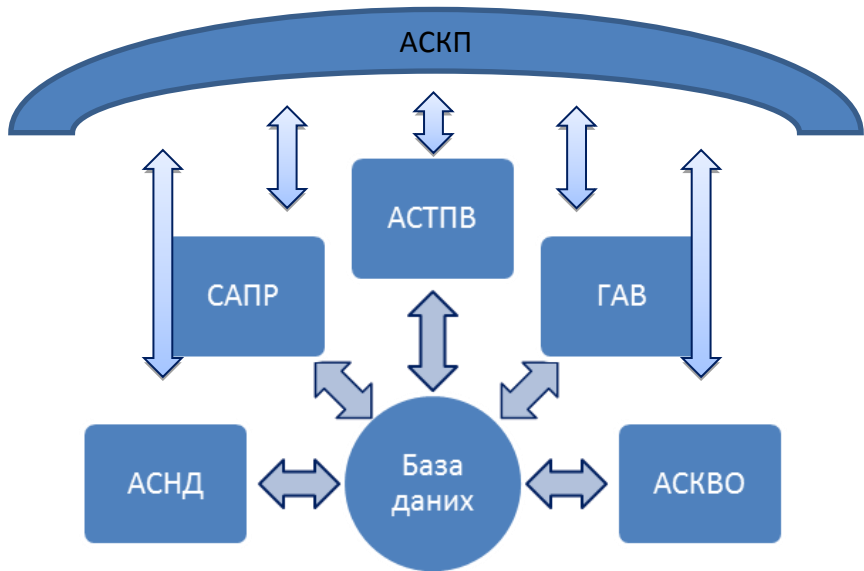 АСКП
АСТПВ
САПР
ГАВ
АСНД
База
даних
АСКВО